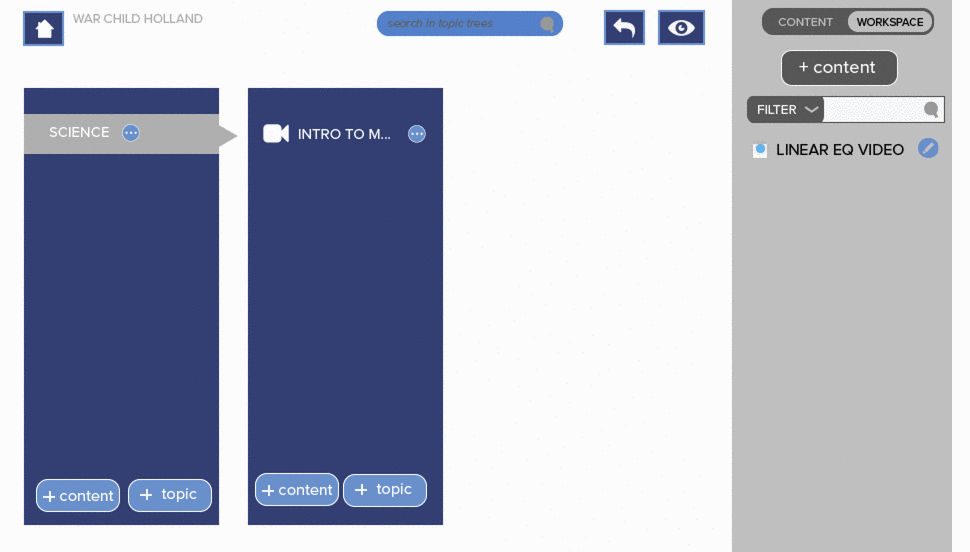 WAR CHILD HOLLAND
search in topic trees
CONTENT
WORKSPACE
+ content
FILTER
LINEAR EQ VIDEO
SCIENCE
INTRO TO M...
+ content
+ topic
+ content
+ topic